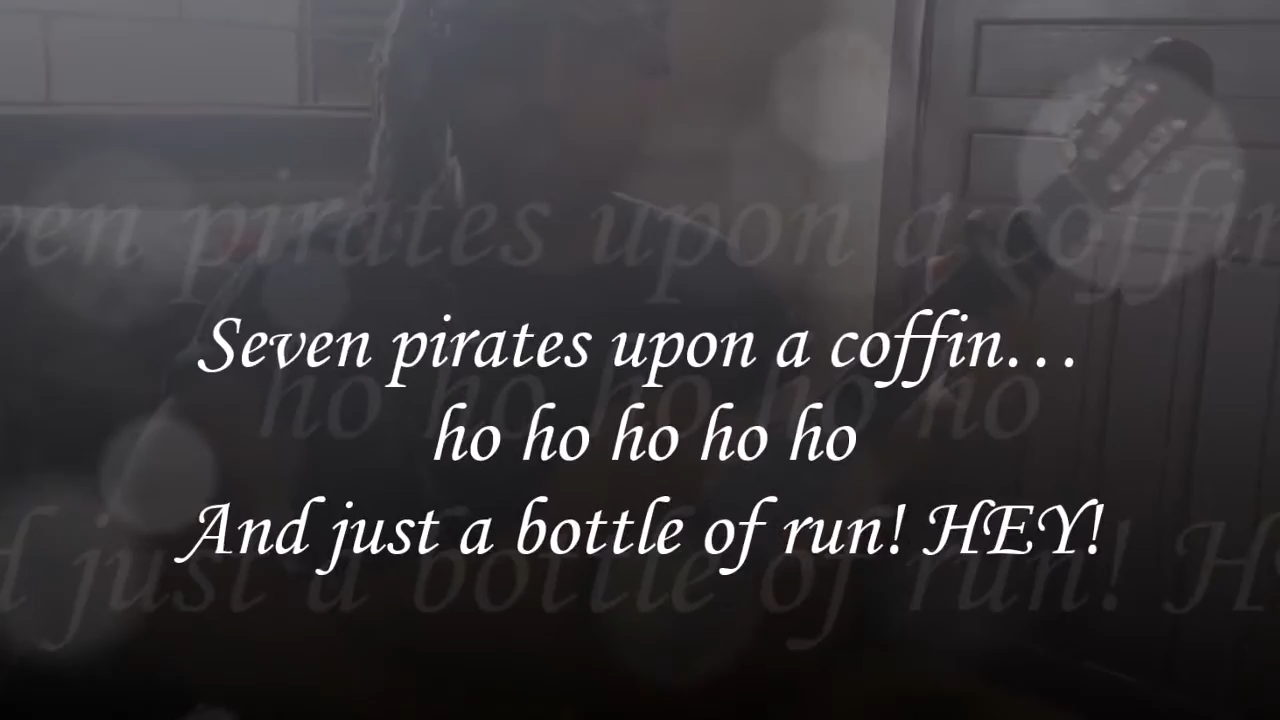 Seven pirates upon a coffin…
ho ho ho ho ho
And just a bottle of run! HEY!